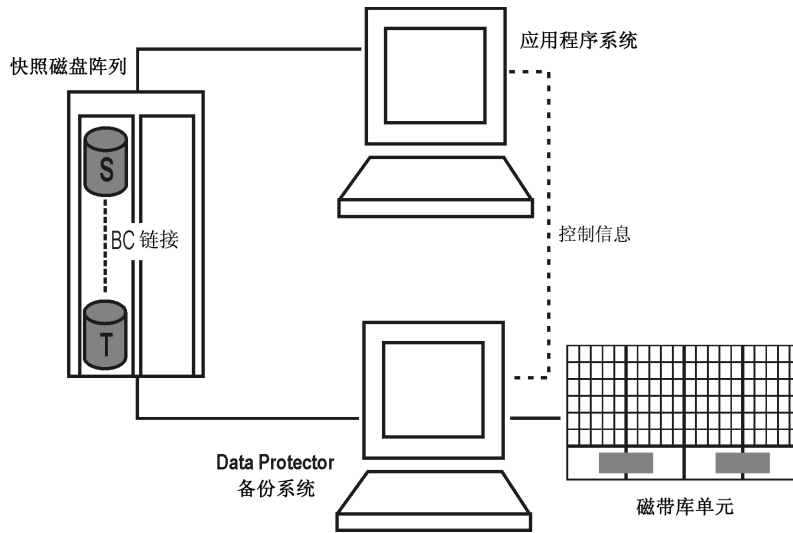 应用程序系统
快照磁盘阵列
S
BC 链接
控制信息
T
Data Protector
备份系统
磁带库单元